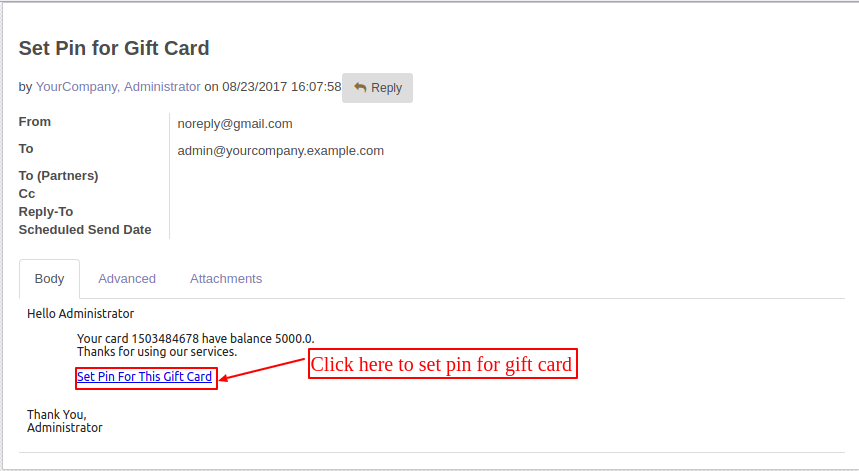 Set Pin for Gift Card
by YourCompany, Administrator on 08/23/2017 16:07:58 Reply
From noreply@gmail.com
To admin@yourcompany.example.com
To (Partners)
Cc
Reply-To
Scheduled Send Date
Body Advanced Attachments
Hello Administrator
Your card 1503484678 have balance 5000.0.
Thanks for using our services.
Click here to set pin for gift card
Set Pin For This Gift Card
Thank You,
Administrator